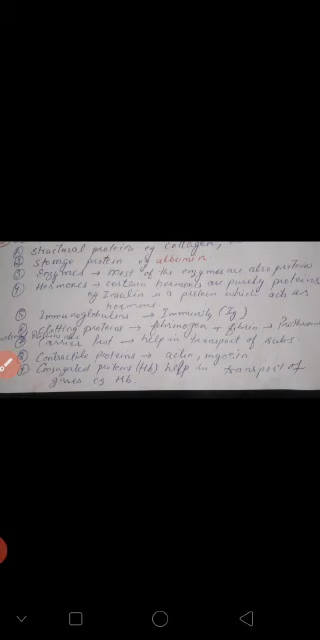 ① Structural proteins eg collagen,
② Storage protein eg albumin
③ Enzymes → Most of the enzymes are also proteins
④ Hormones → certain hormones are purely proteins
eg Insulin is a protein which acts as
hormone.
⑤ Immunoglobulins → Immunity (Ig)
⑥ Clotting proteins → fibrinogen → fibrin →
Carrier Prot → help in transport of subs.
⑧ Contractile proteins → actin, myosin
⑨ Conjugated proteins (Hb) help in transport of
gases eg Hb.